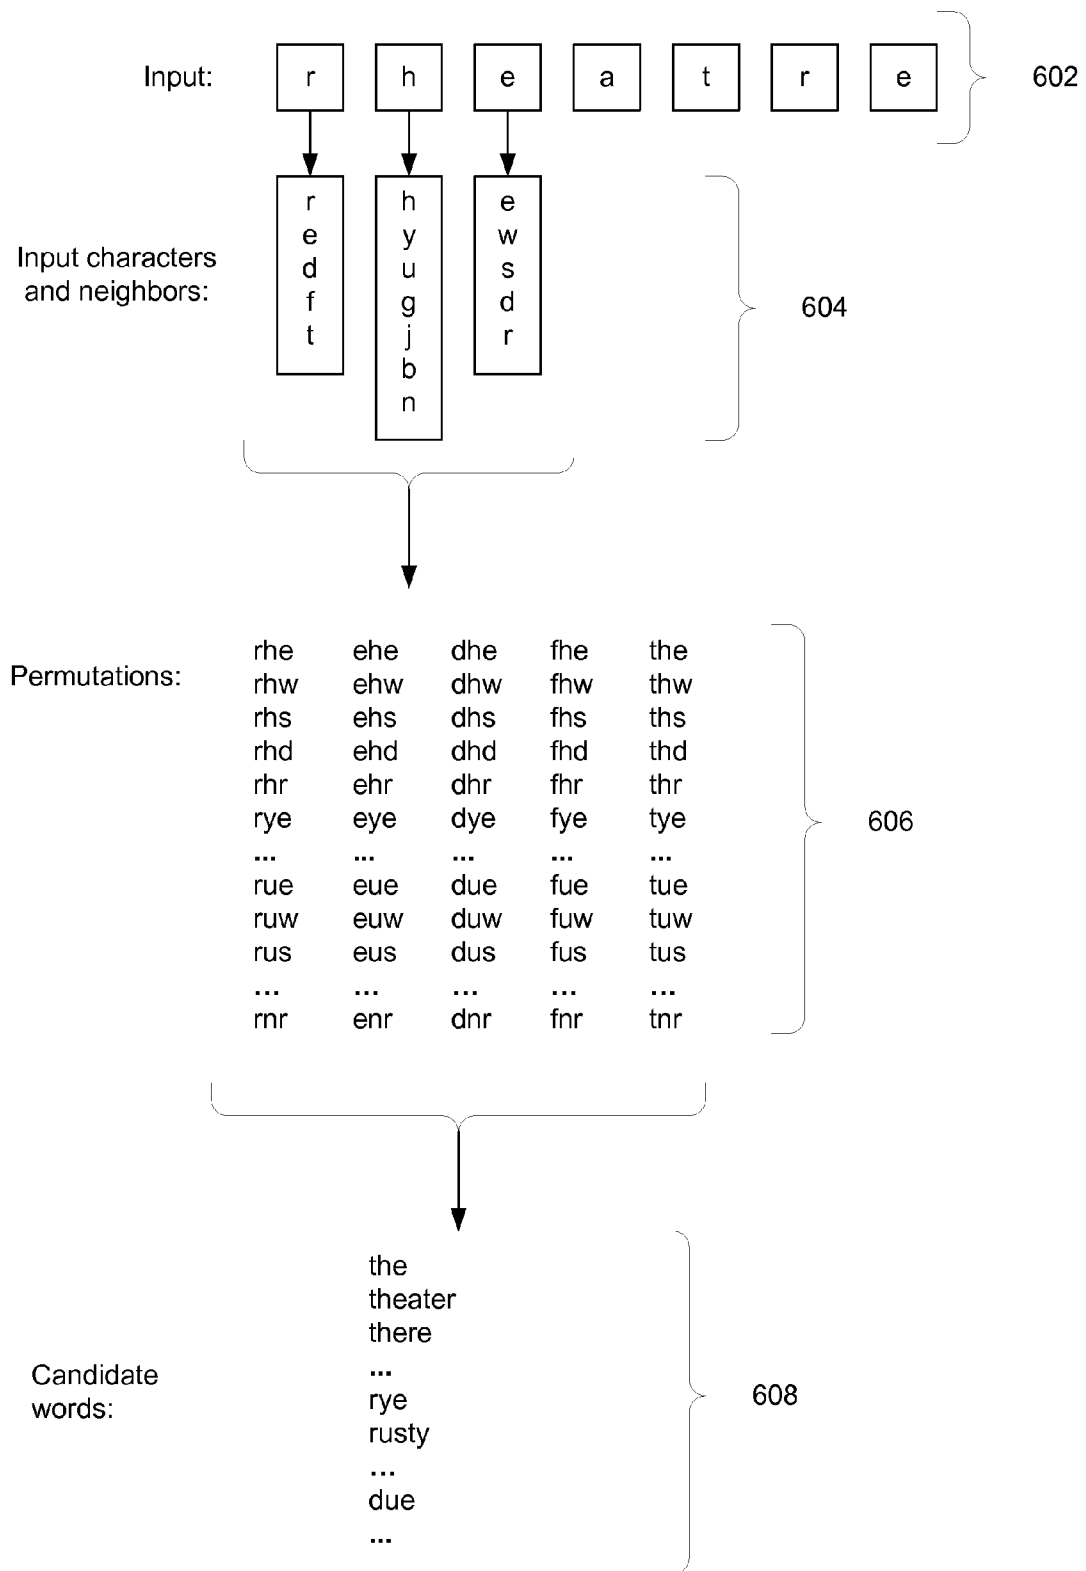 Input: r h e a t r e 602
Input characters
and neighbors:
r h e
e y w
d u s
f g d
t j r
b
n
604
Permutations:
rhe ehe dhe fhe the
rhw ehw dhw fhw thw
rhs ehs dhs fhs ths
rhd ehd dhd fhd thd
rhr ehr dhr fhr thr
rye eye dye fye tye
... ... ... ... ...
rue eue due fue tue
ruw euw duw fuw tuw
rus eus dus fus tus
... ... ... ... ...
rnr enr dnr fnr tnr
606
Candidate
words:
the
theater
there
...
rye
rusty
...
due
...
608